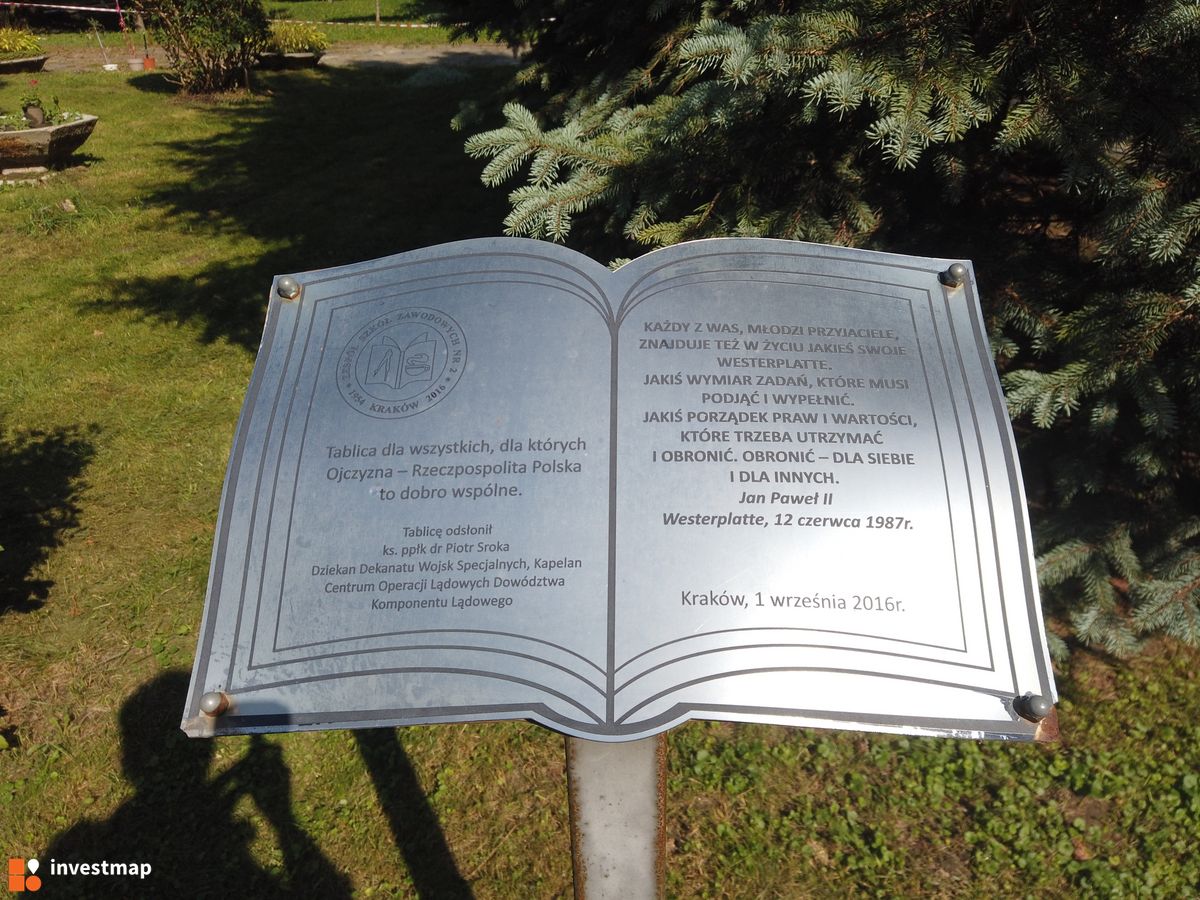 ZESPÓŁ SZKÓŁ ZAWODOWYCH NR 2
* 1954 KRAKÓW 2016 *
Tablica dla wszystkich, dla których
Ojczyzna – Rzeczpospolita Polska
to dobro wspólne.
Tablicę odsłonił
ks. ppłk dr Piotr Sroka
Dziekan Dekanatu Wojsk Specjalnych, Kapelan
Centrum Operacji Lądowych Dowództwa
Komponentu Lądowego
KAŻDY Z WAS, MŁODZI PRZYJACIELE,
ZNAJDUJE TEŻ W ŻYCIU JAKIEŚ SWOJE
WESTERPLATTE.
JAKIŚ WYMIAR ZADAŃ, KTÓRE MUSI
PODJĄĆ I WYPEŁNIĆ.
JAKIŚ PORZĄDEK PRAW I WARTOŚCI,
KTÓRE TRZEBA UTRZYMAĆ
I OBRONIĆ. OBRONIĆ – DLA SIEBIE
I DLA INNYCH.
Jan Paweł II
Westerplatte, 12 czerwca 1987r.
Kraków, 1 września 2016r.
investmap